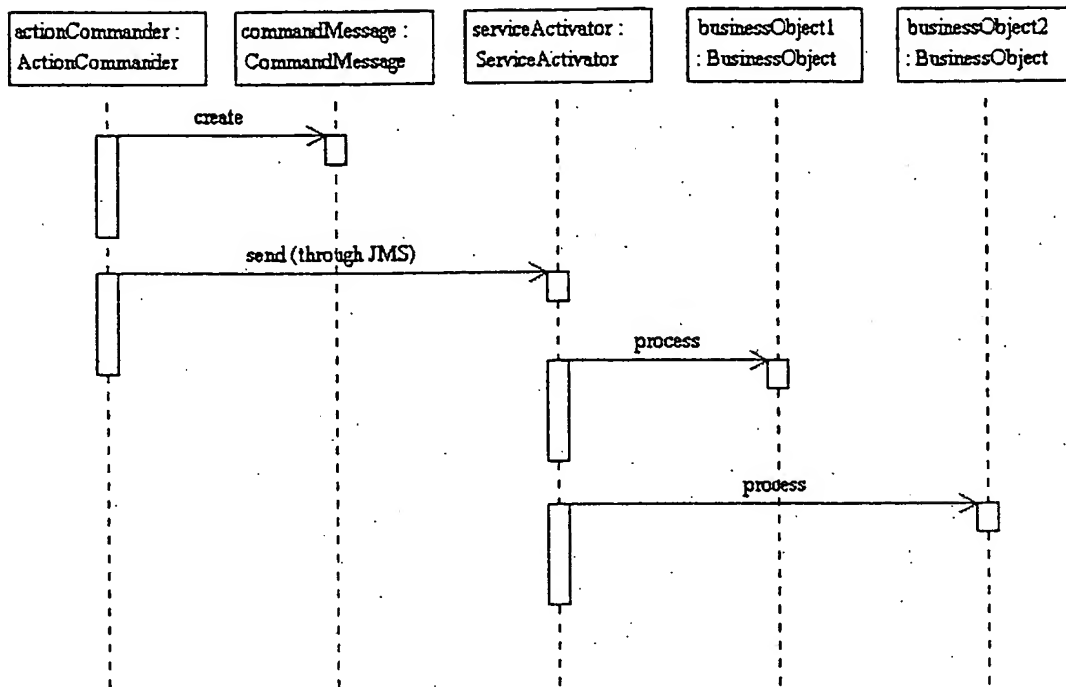 actionCommander :
ActionCommander
commandMessage :
CommandMessage
serviceActivator :
ServiceActivator
businessObject1
: BusinessObject
businessObject2
: BusinessObject
create
send (through JMS)
process
process